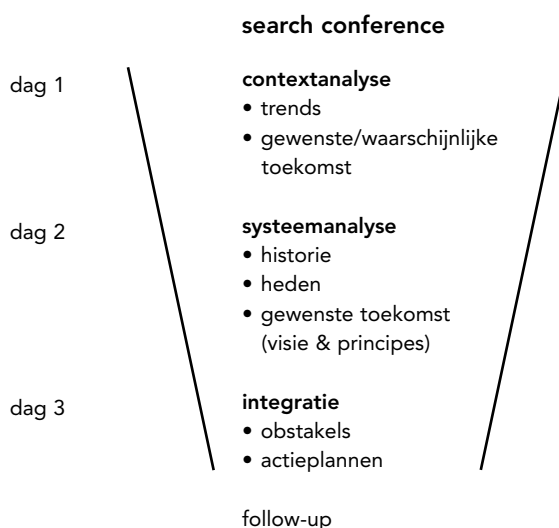 search conference
dag 1
contextanalyse
• trends
• gewenste/waarschijnlijke
toekomst
dag 2
systeemanalyse
• historie
• heden
• gewenste toekomst
(visie & principes)
dag 3
integratie
• obstakels
• actieplannen
follow-up